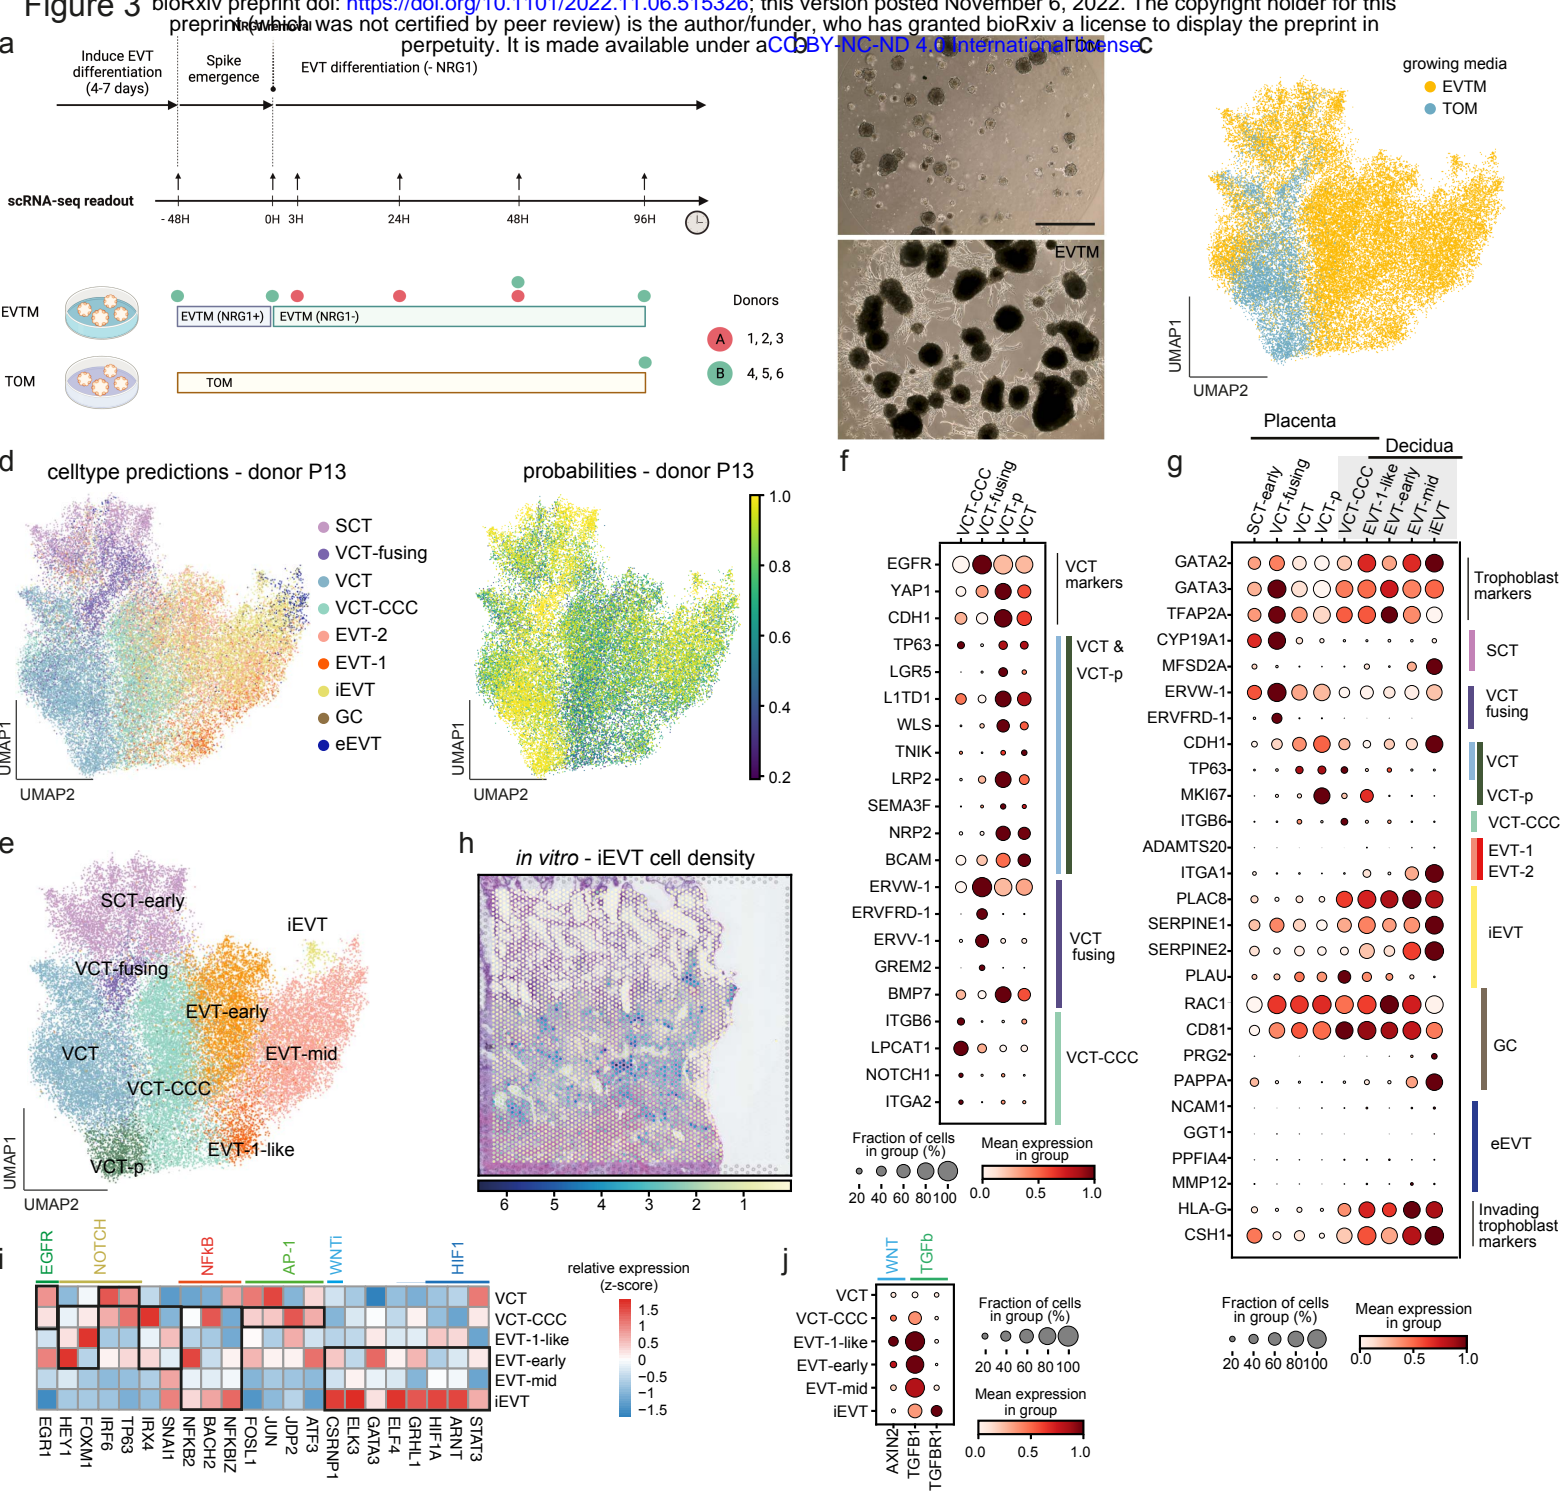 Figure 3
bioRxiv preprint doi: https://doi.org/10.1101/2022.11.06.515326; this version posted November 6, 2022. The copyright holder for this
preprint (which was not certified by peer review) is the author/funder, who has granted bioRxiv a license to display the preprint in
perpetuity. It is made available under aCC-BY-NC-ND 4.0 International license.
a
NRG1 removal
Induce EVT
differentiation
(4-7 days)
Spike
emergence
EVT differentiation (- NRG1)
scRNA-seq readout
- 48H
0H
3H
24H
48H
96H
EVTM
EVTM (NRG1+)
EVTM (NRG1-)
TOM
TOM
Donors
A
1, 2, 3
B
4, 5, 6
b
TOM
EVTM
c
growing media
EVTM
TOM
UMAP1
UMAP2
d
celltype predictions - donor P13
SCT
VCT-fusing
VCT
VCT-CCC
EVT-2
EVT-1
iEVT
GC
eEVT
UMAP1
UMAP2
probabilities - donor P13
1.0
0.8
0.6
0.4
0.2
UMAP1
UMAP2
e
SCT-early
iEVT
VCT-fusing
EVT-early
VCT
EVT-mid
VCT-CCC
EVT-1-like
VCT-p
UMAP1
UMAP2
h
in vitro - iEVT cell density
6 5 4 3 2 1
f
VCT-CCC
VCT-fusing
VCT-p
VCT
EGFR
YAP1
CDH1
TP63
LGR5
L1TD1
WLS
TNIK
LRP2
SEMA3F
NRP2
BCAM
ERVW-1
ERVFRD-1
ERVV-1
GREM2
BMP7
ITGB6
LPCAT1
NOTCH1
ITGA2
VCT
markers
VCT &
VCT-p
VCT
fusing
VCT-CCC
Fraction of cells
in group (%)
20 40 60 80 100
Mean expression
in group
0.0 0.5 1.0
g
Placenta
Decidua
SCT-early
VCT-fusing
VCT
VCT-p
VCT-CCC
EVT-1-like
EVT-early
EVT-mid
iEVT
GATA2
GATA3
TFAP2A
CYP19A1
MFSD2A
ERVW-1
ERVFRD-1
CDH1
TP63
MKI67
ITGB6
ADAMTS20
ITGA1
PLAC8
SERPINE1
SERPINE2
PLAU
RAC1
CD81
PRG2
PAPPA
NCAM1
GGT1
PPFIA4
MMP12
HLA-G
CSH1
Trophoblast
markers
SCT
VCT
fusing
VCT
VCT-p
VCT-CCC
EVT-1
EVT-2
iEVT
GC
eEVT
Invading
trophoblast
markers
Fraction of cells
in group (%)
20 40 60 80 100
Mean expression
in group
0.0 0.5 1.0
i
EGFR
NOTCH
NFkB
AP-1
WNTi
HIF1
VCT
VCT-CCC
EVT-1-like
EVT-early
EVT-mid
iEVT
EGR1
HEY1
FOXM1
IRF6
TP63
IRX4
SNAI1
NFKB2
BACH2
NFKBIZ
FOSL1
JUN
JDP2
ATF3
CSRNP1
ELK3
GATA3
ELF4
GRHL1
HIF1A
ARNT
STAT3
relative expression
(z-score)
1.5
1
0.5
0
−0.5
−1
−1.5
j
WNT
TGFb
VCT
VCT-CCC
EVT-1-like
EVT-early
EVT-mid
iEVT
AXIN2
TGFB1
TGFBR1
Fraction of cells
in group (%)
20 40 60 80 100
Mean expression
in group
0.0 0.5 1.0